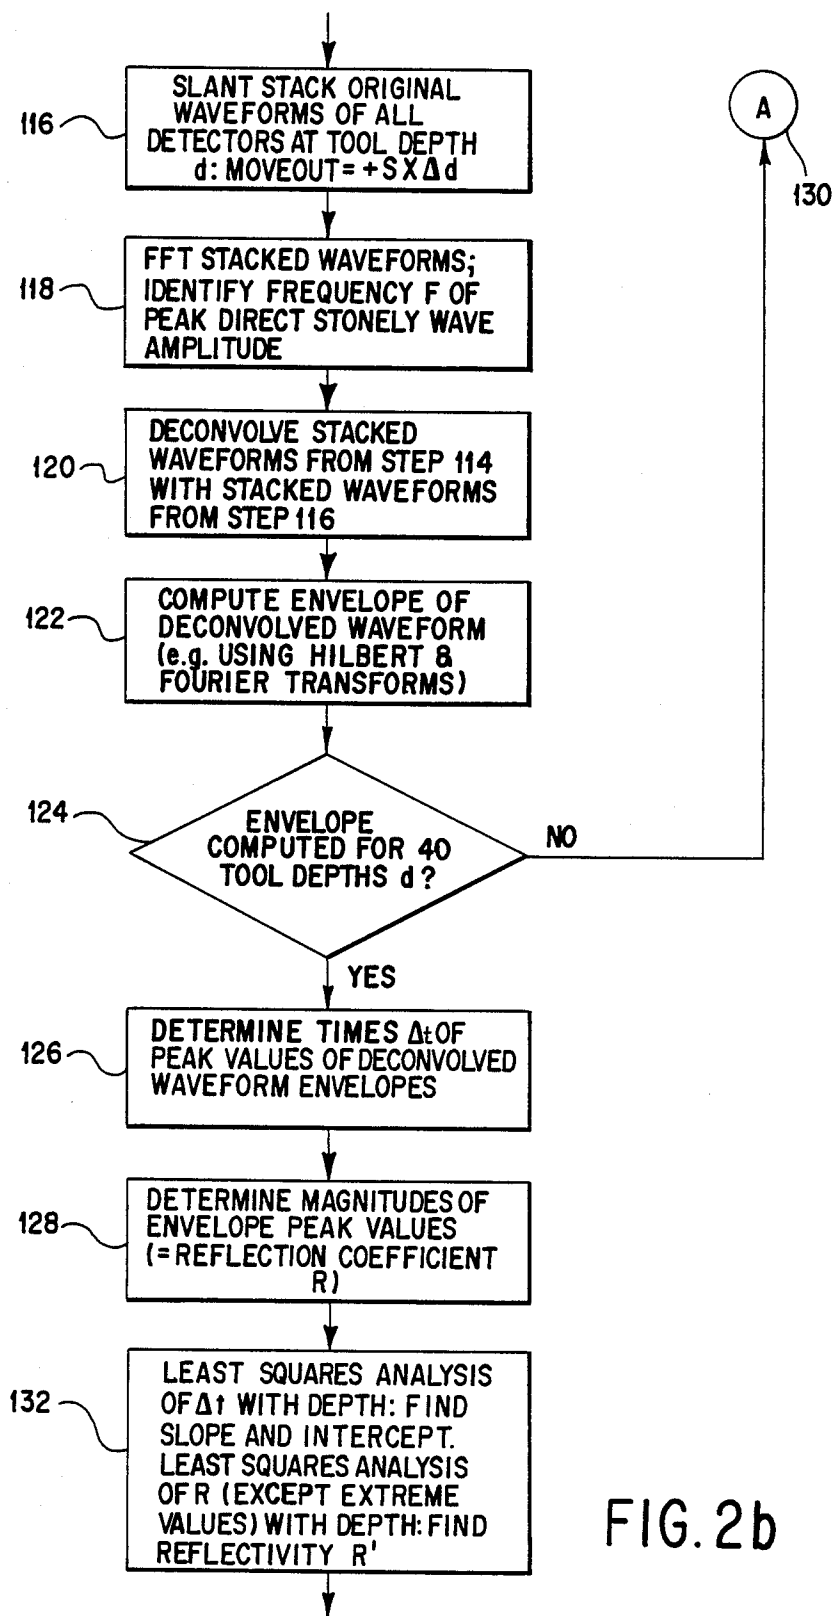 116
SLANT STACK ORIGINAL
WAVEFORMS OF ALL
DETECTORS AT TOOL DEPTH
d: MOVEOUT = +S X Δd
A
130
118
FFT STACKED WAVEFORMS;
IDENTIFY FREQUENCY F OF
PEAK DIRECT STONELY WAVE
AMPLITUDE
120
DECONVOLVE STACKED
WAVEFORMS FROM STEP 114
WITH STACKED WAVEFORMS
FROM STEP 116
122
COMPUTE ENVELOPE OF
DECONVOLVED WAVEFORM
(e.g. USING HILBERT &
FOURIER TRANSFORMS)
124
ENVELOPE
COMPUTED FOR 40
TOOL DEPTHS d?
NO
YES
126
DETERMINE TIMES Δt OF
PEAK VALUES OF DECONVOLVED
WAVEFORM ENVELOPES
128
DETERMINE MAGNITUDES OF
ENVELOPE PEAK VALUES
(=REFLECTION COEFFICIENT
R)
132
LEAST SQUARES ANALYSIS
OF Δt WITH DEPTH: FIND
SLOPE AND INTERCEPT.
LEAST SQUARES ANALYSIS
OF R (EXCEPT EXTREME
VALUES) WITH DEPTH: FIND
REFLECTIVITY R'
FIG. 2b